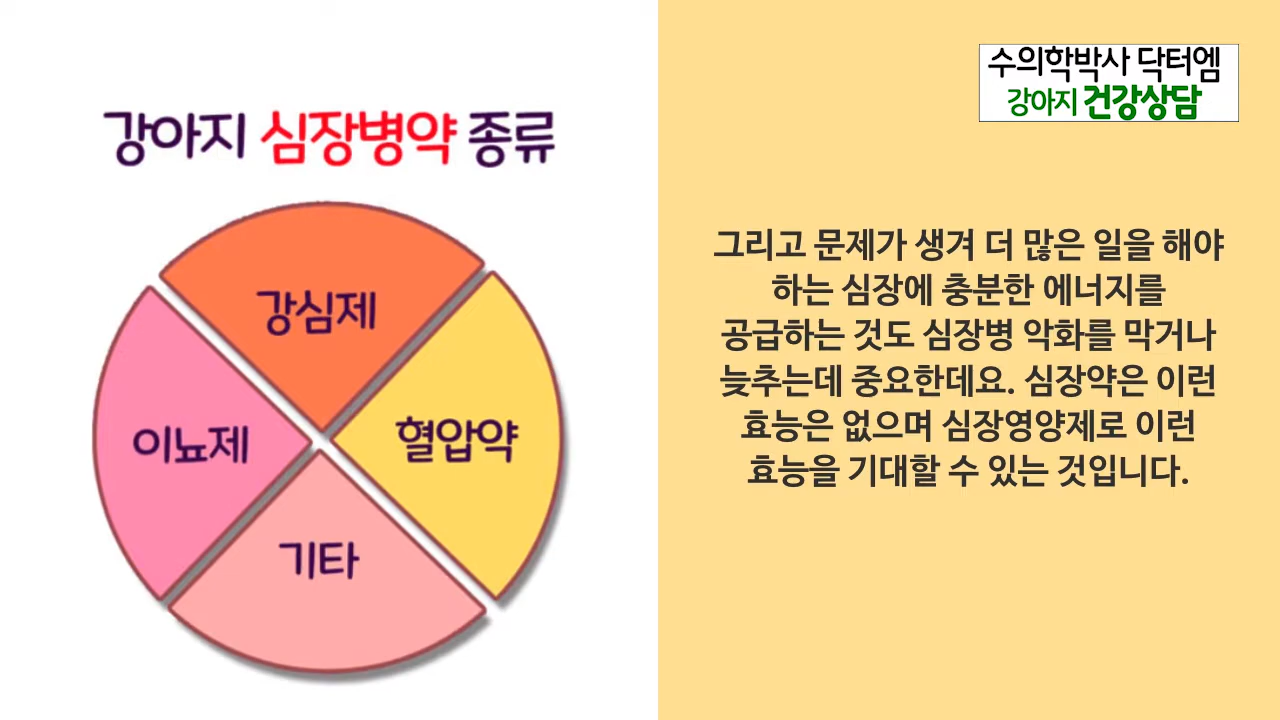 강아지 심장병약 종류
강심제
이뇨제
혈압약
기타
수의학박사 닥터엠
강아지 건강상담
그리고 문제가 생겨 더 많은 일을 해야
하는 심장에 충분한 에너지를
공급하는 것도 심장병 악화를 막거나
늦추는데 중요한데요. 심장약은 이런
효능은 없으며 심장영양제로 이런
효능을 기대할 수 있는 것입니다.